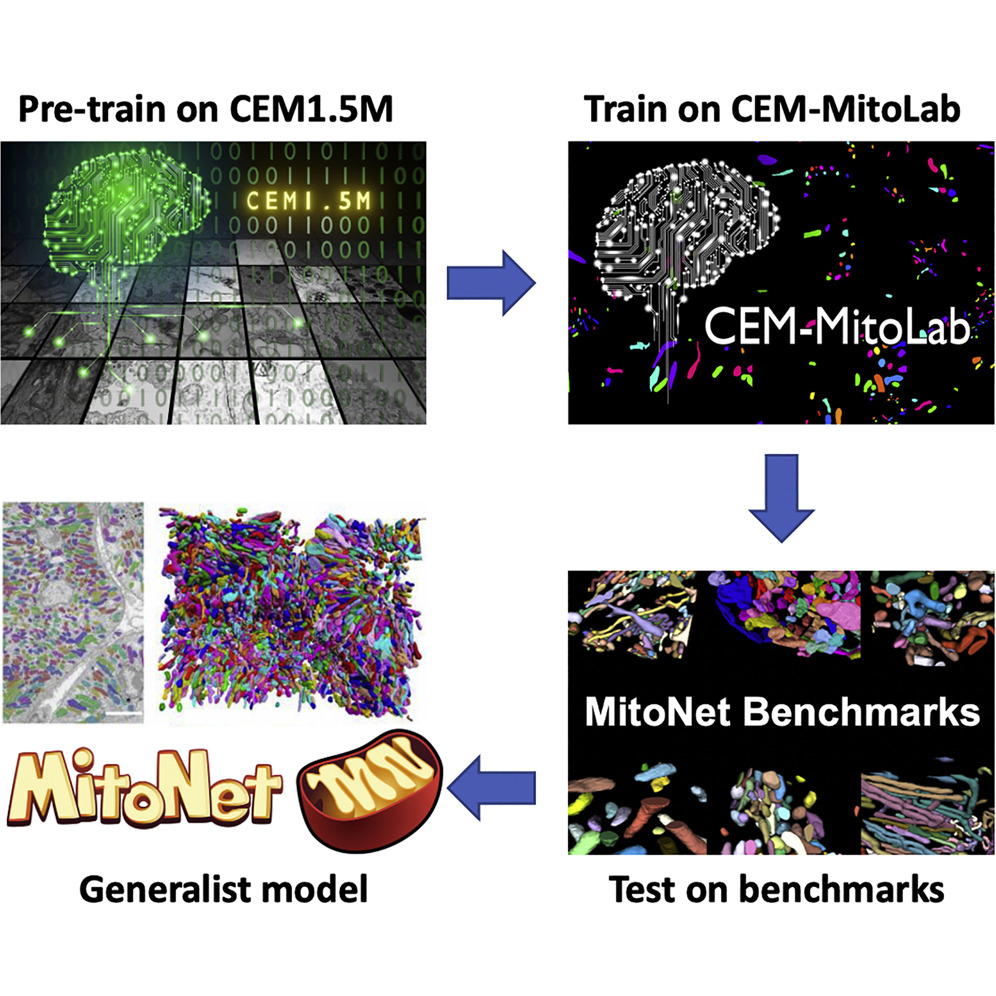 Pre-train on CEM1.5M
Train on CEM-MitoLab
CEM1.5M
CEM-MitoLab
MitoNet Benchmarks
MitoNet
Generalist model
Test on benchmarks